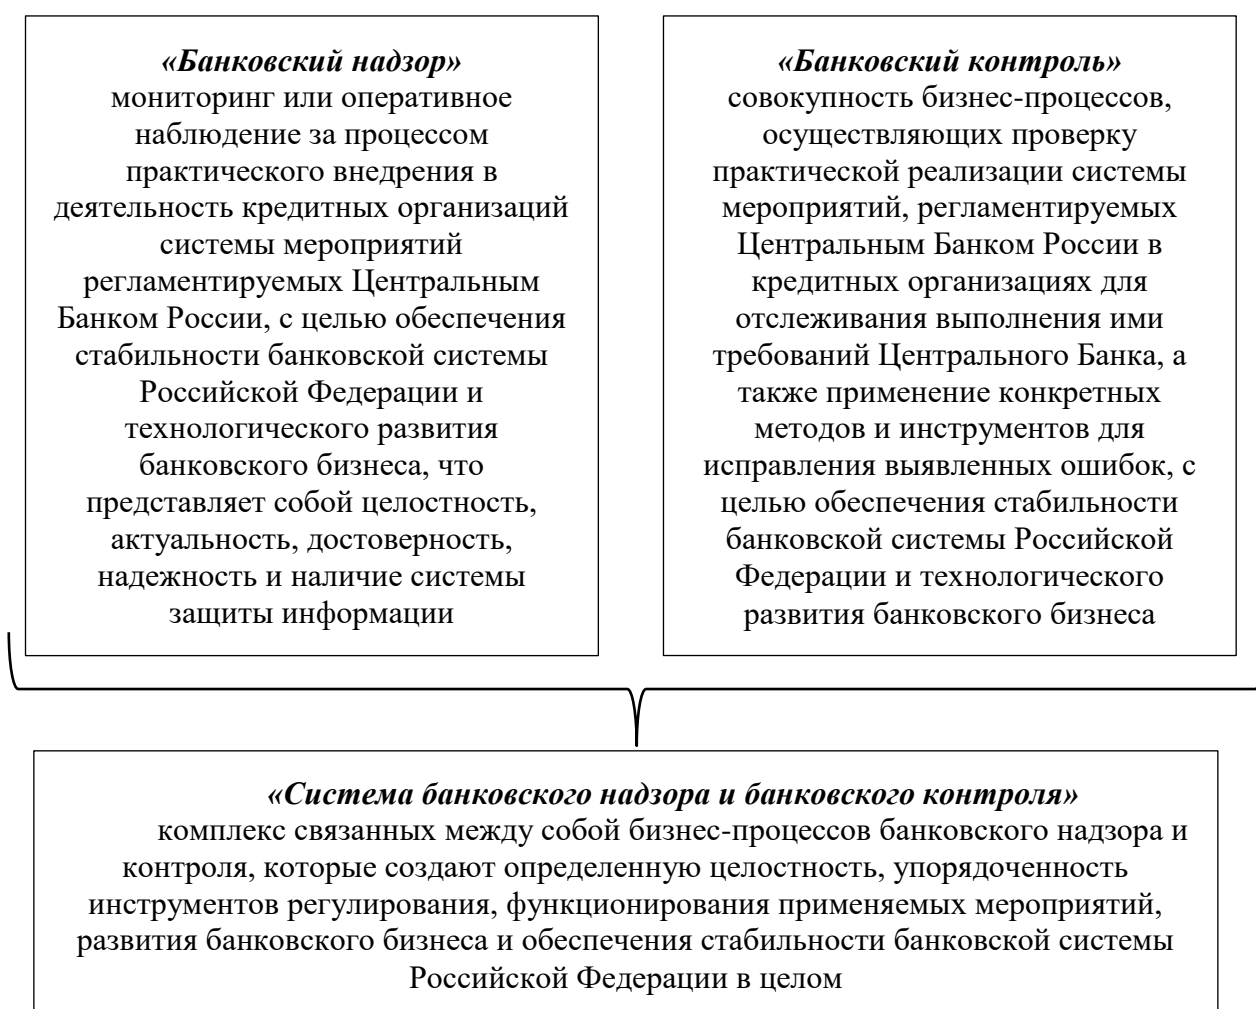 «Банковский надзор»
мониторинг или оперативное
наблюдение за процессом
практического внедрения в
деятельность кредитных организаций
системы мероприятий
регламентируемых Центральным
Банком России, с целью обеспечения
стабильности банковской системы
Российской Федерации и
технологического развития
банковского бизнеса, что
представляет собой целостность,
актуальность, достоверность,
надежность и наличие системы
защиты информации
«Банковский контроль»
совокупность бизнес-процессов,
осуществляющих проверку
практической реализации системы
мероприятий, регламентируемых
Центральным Банком России в
кредитных организациях для
отслеживания выполнения ими
требований Центрального Банка, а
также применение конкретных
методов и инструментов для
исправления выявленных ошибок, с
целью обеспечения стабильности
банковской системы Российской
Федерации и технологического
развития банковского бизнеса
«Система банковского надзора и банковского контроля»
комплекс связанных между собой бизнес-процессов банковского надзора и
контроля, которые создают определенную целостность, упорядоченность
инструментов регулирования, функционирования применяемых мероприятий,
развития банковского бизнеса и обеспечения стабильности банковской системы
Российской Федерации в целом